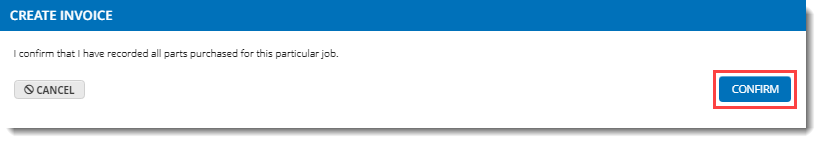 CREATE INVOICE
I confirm that I have recorded all parts purchased for this particular job.
CANCEL
CONFIRM